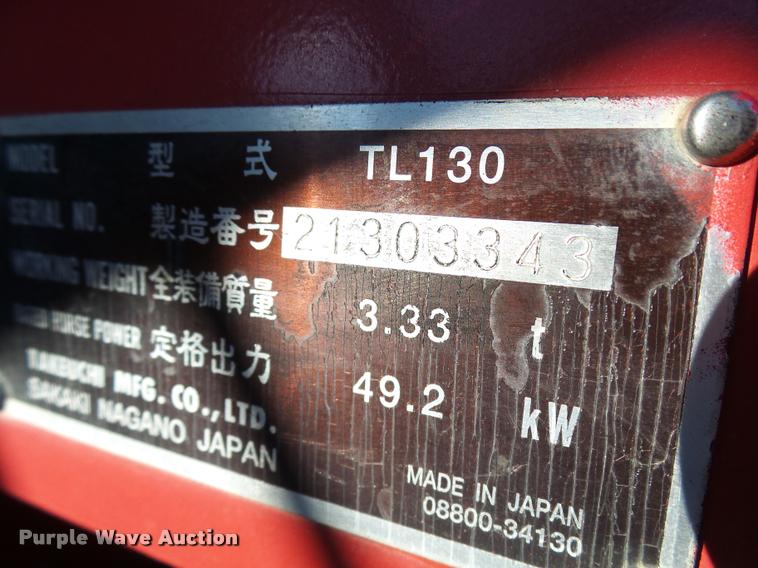 MODEL 型式 TL130
SERIAL NO. 製造番号 21303343
WORKING WEIGHT 全装備質量 3.33 t
RATED HORSE POWER 定格出力 49.2 kW
TAKEUCHI MFG. CO., LTD.
SAKAKI NAGANO JAPAN
MADE IN JAPAN
08800-34130
Purple Wave Auction